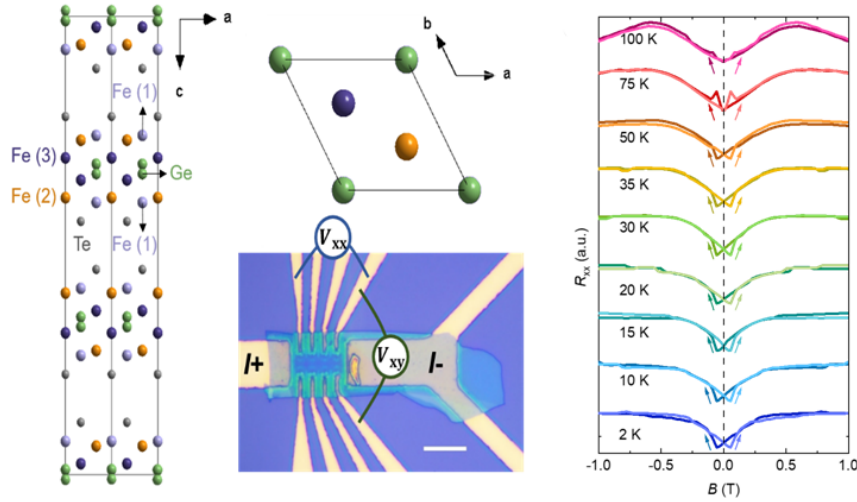 a
c
Fe (1)
Fe (3)
Ge
Fe (2)
Te
Fe (1)
b
a
Vxx
I+
Vxy
I-
Rxx (a.u.)
100 K
75 K
50 K
35 K
30 K
20 K
15 K
10 K
2 K
-1.0 -0.5 0.0 0.5 1.0
B (T)